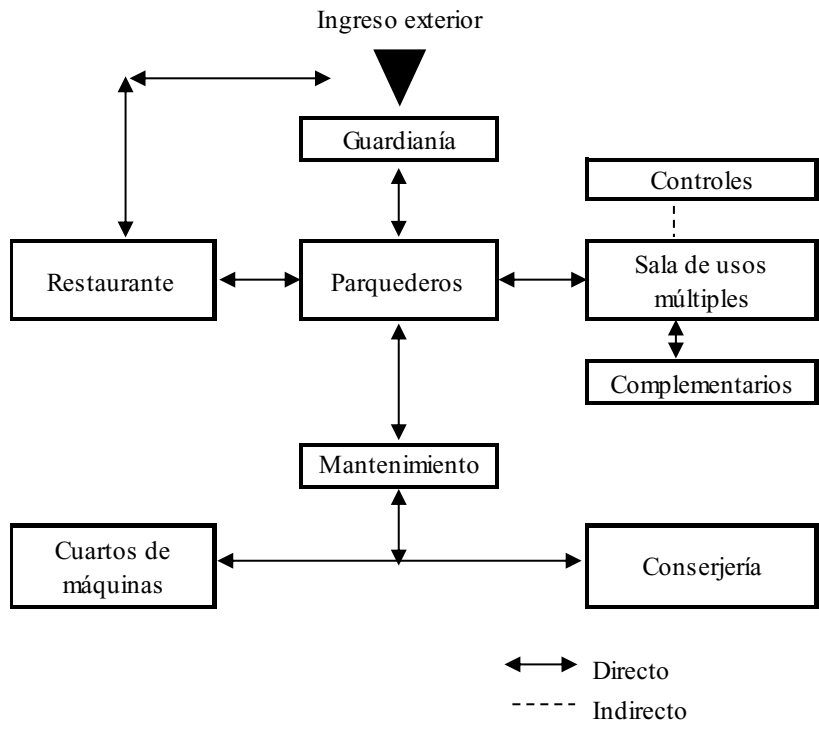 Ingreso exterior
Guardianía
Controles
Restaurante
Parquederos
Sala de usos
múltiples
Complementarios
Mantenimiento
Cuartos de
máquinas
Conserjería
Directo
Indirecto